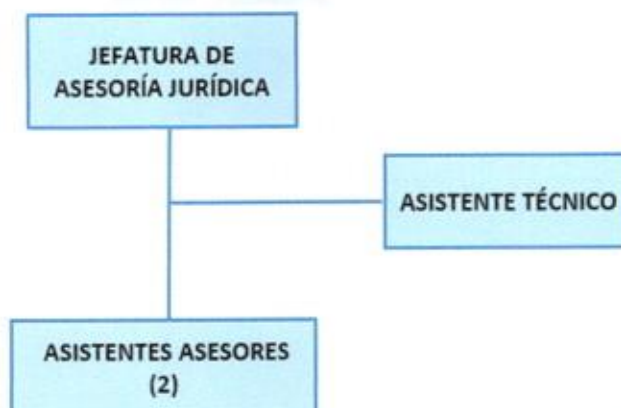 JEFATURA DE
ASESORÍA JURÍDICA
ASISTENTE TÉCNICO
ASISTENTES ASESORES
(2)